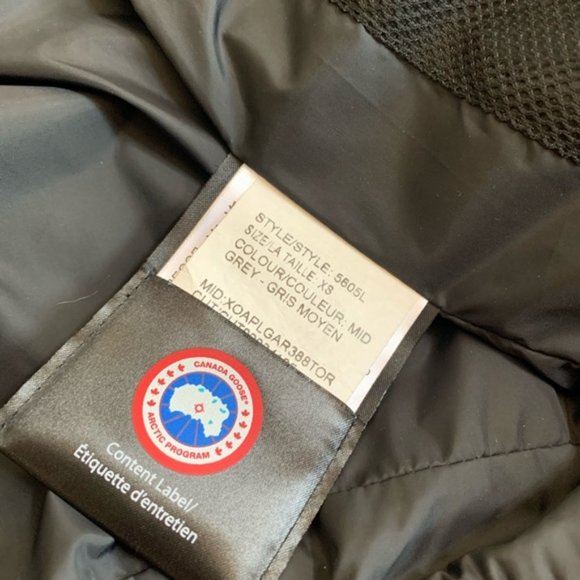 STYLE/STYLE: 5605L
SIZE/LA TAILLE: XS
COLOUR/COULEUR: MID
GREY - GRIS MOYEN
MID:XOAPLGAR388TOR
CANADA GOOSE®
ARCTIC PROGRAM
Content Label/
Étiquette d'entretien